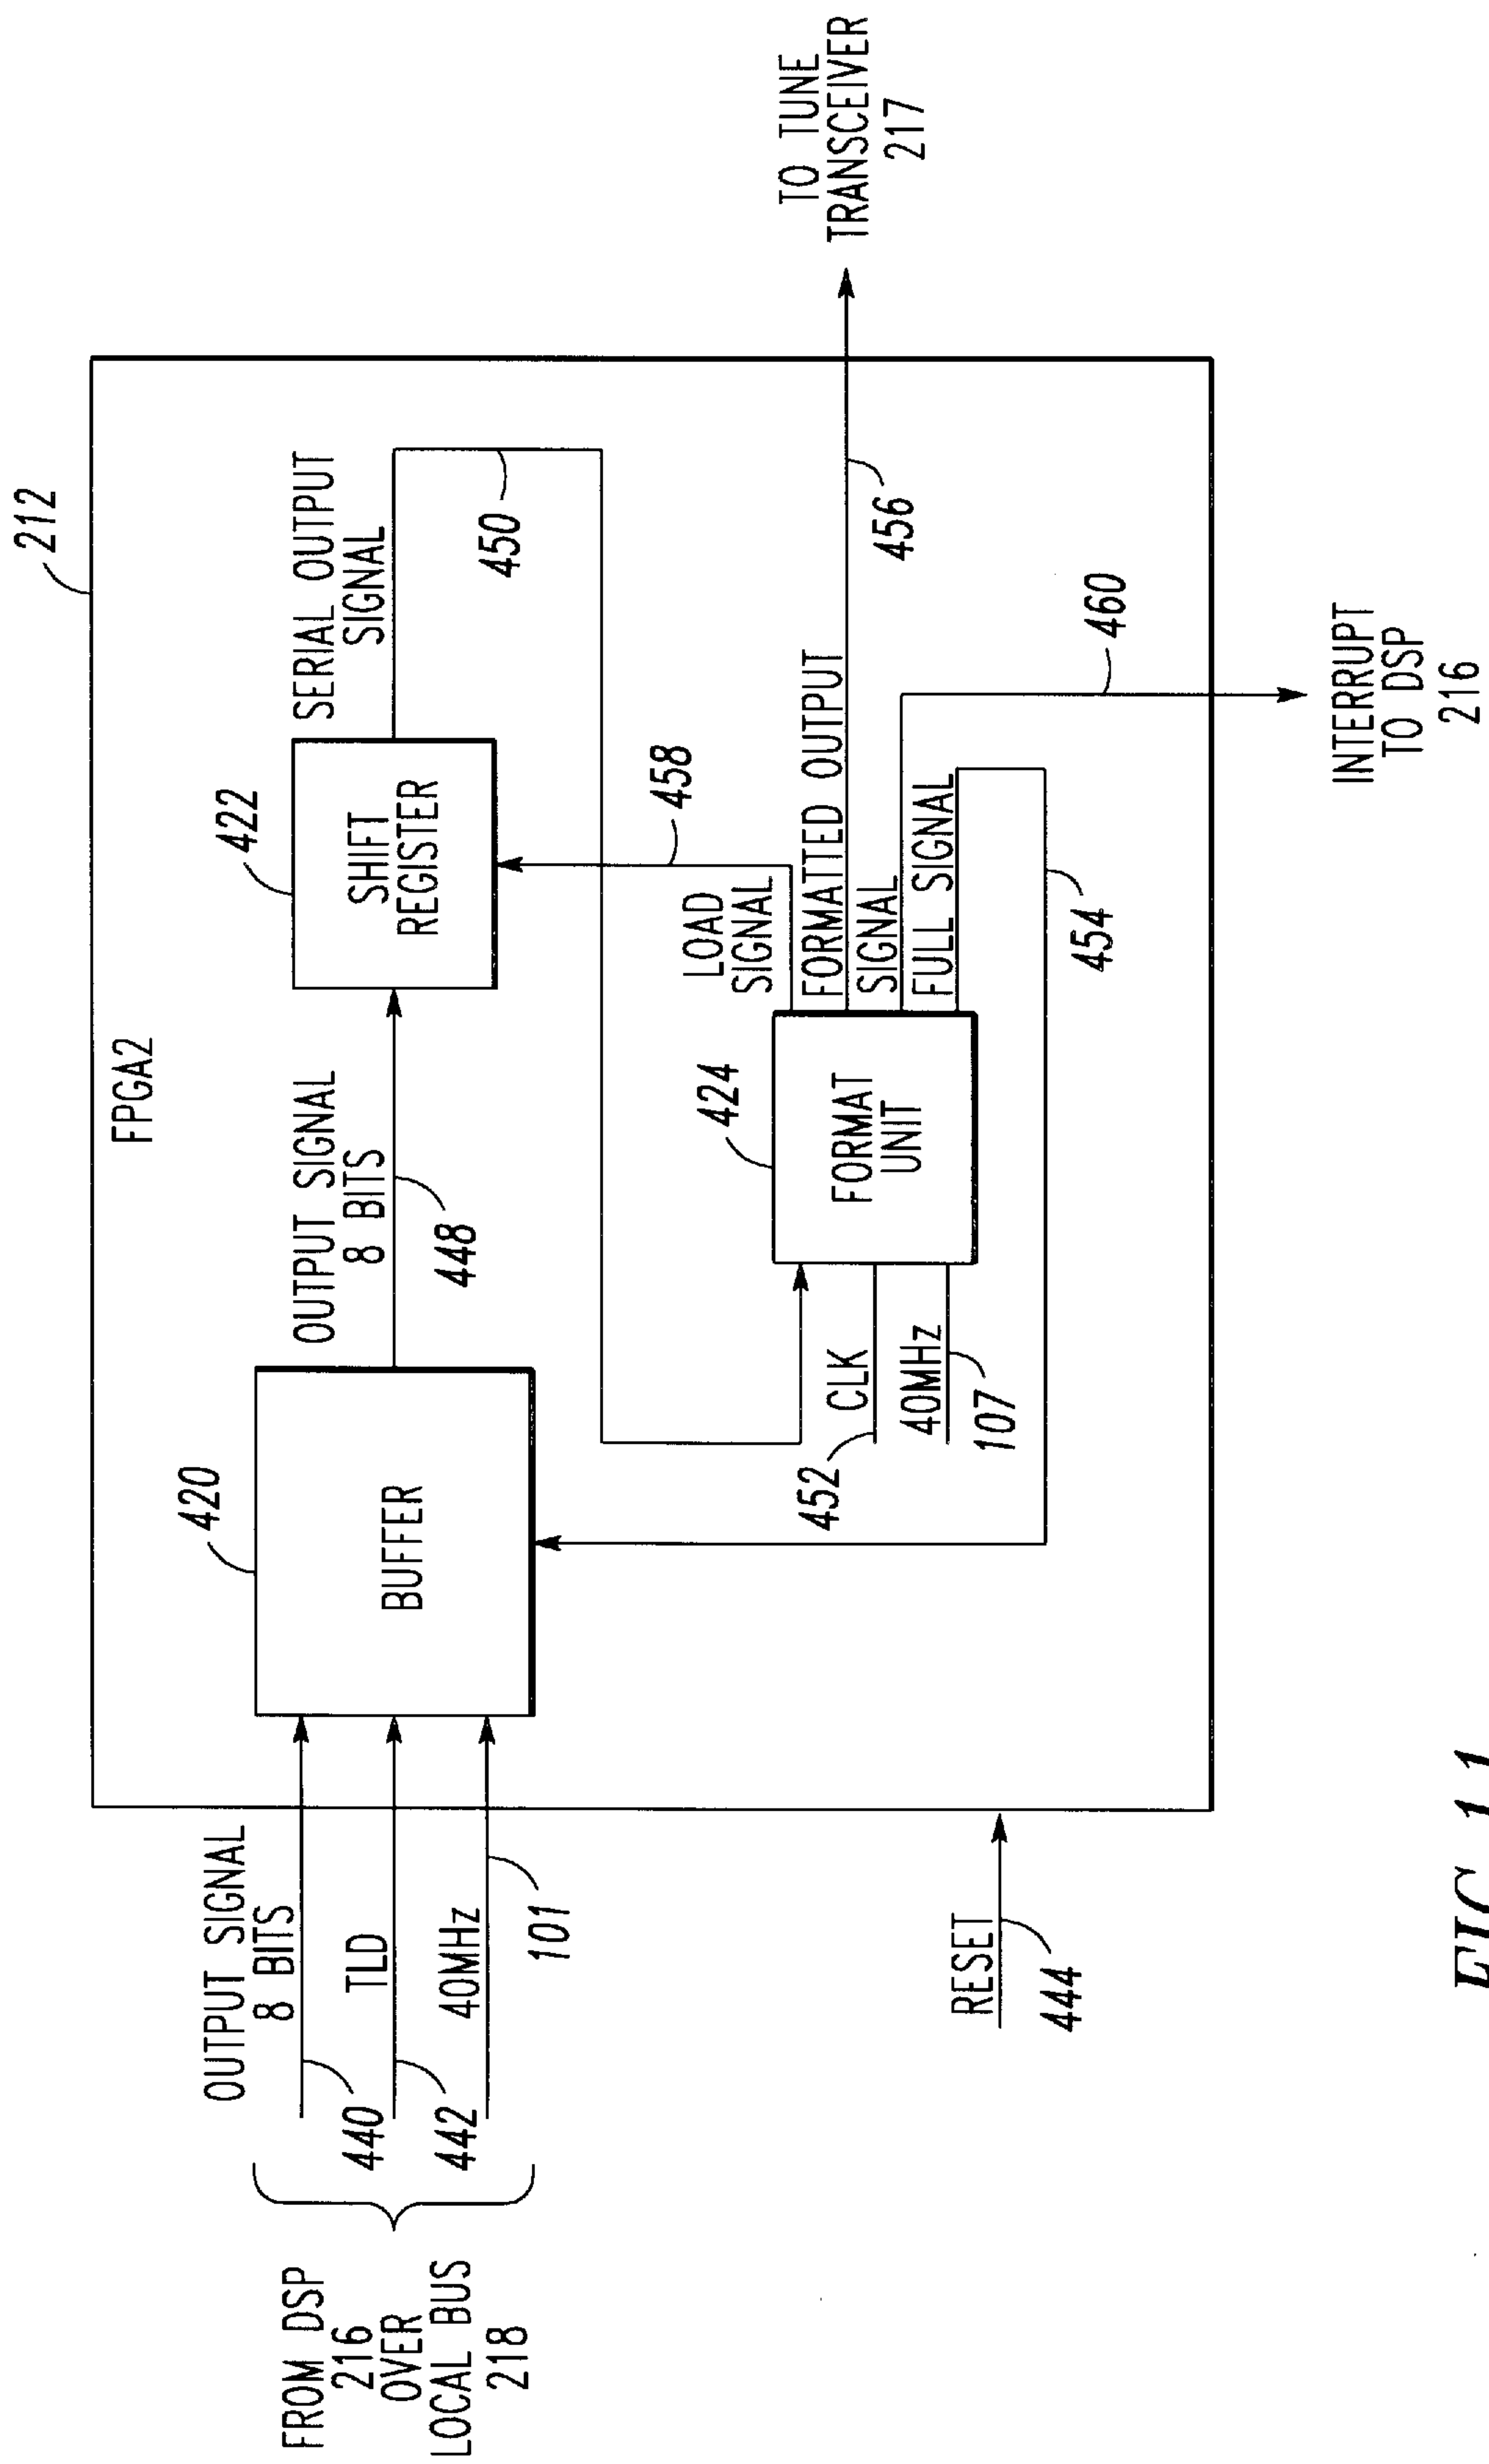 212
FPGA2
FROM DSP
216
OVER
LOCAL BUS
218
OUTPUT SIGNAL
8 BITS
440
TLD
442
40MHz
101
RESET
444
420
BUFFER
OUTPUT SIGNAL
8 BITS
448
422
SHIFT
REGISTER
SERIAL OUTPUT
SIGNAL
450
458
LOAD
SIGNAL
FORMATTED OUTPUT
SIGNAL
FULL SIGNAL
454
424
FORMAT
UNIT
452
CLK
40MHz
107
456
460
TO TUNE
TRANSCEIVER
217
INTERRUPT
TO DSP
216
FIG. 11